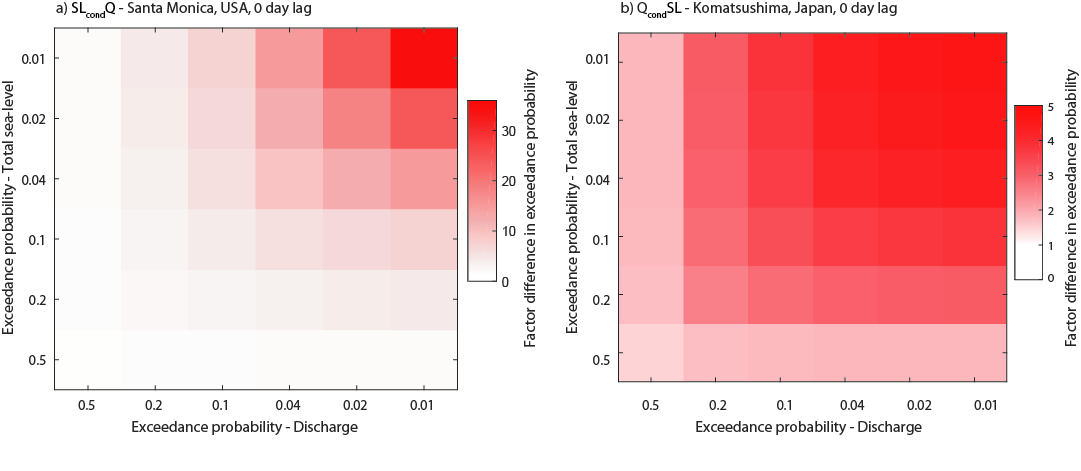 a) SLcondQ - Santa Monica, USA, 0 day lag
Exceedance probability - Total sea-level
0.01
0.02
0.04
0.1
0.2
0.5
0.5 0.2 0.1 0.04 0.02 0.01
Exceedance probability - Discharge
30
20
10
0
Factor difference in exceedance probability
b) QcondSL - Komatsushima, Japan, 0 day lag
Exceedance probability - Total sea-level
0.01
0.02
0.04
0.1
0.2
0.5
0.5 0.2 0.1 0.04 0.02 0.01
Exceedance probability - Discharge
5
4
3
2
1
0
Factor difference in exceedance probability